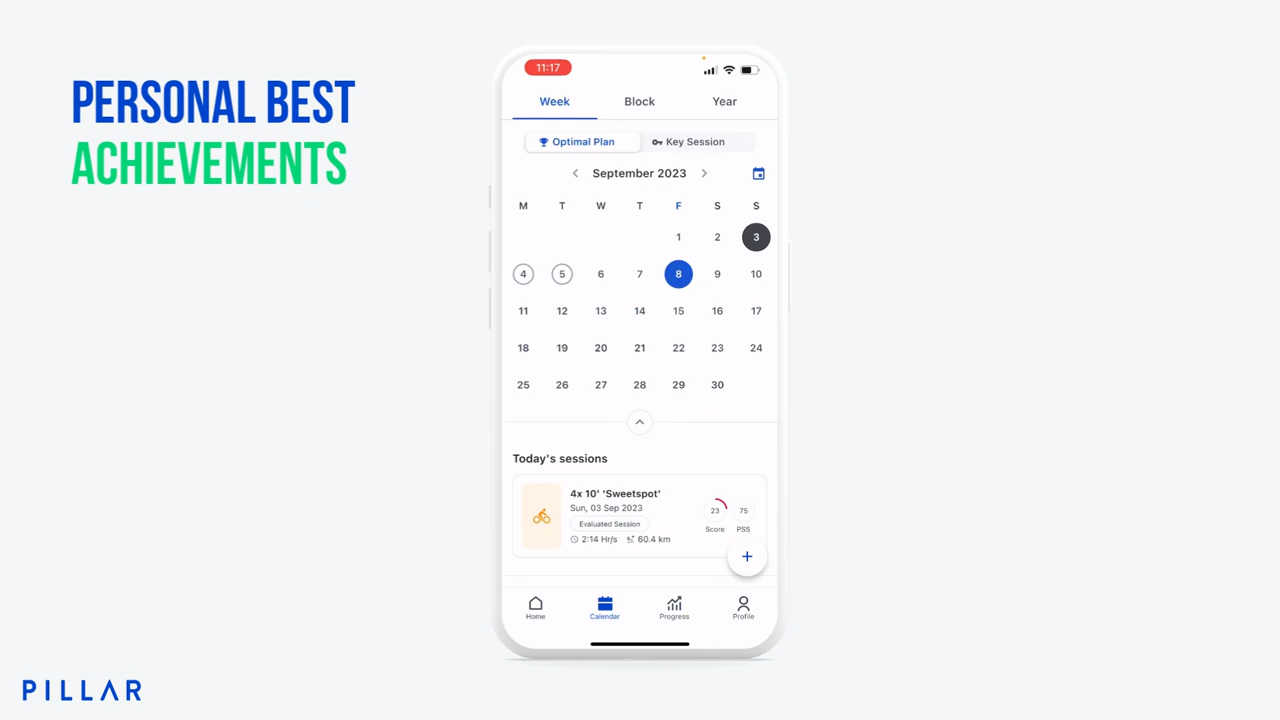 PERSONAL BEST
ACHIEVEMENTS
11:17
Week Block Year
Optimal Plan Key Session
September 2023
M T W T F S S
1 2 3
4 5 6 7 8 9 10
11 12 13 14 15 16 17
18 19 20 21 22 23 24
25 26 27 28 29 30
Today's sessions
4x 10' 'Sweetspot'
Sun, 03 Sep 2023
Evaluated Session
2:14 Hr/s 60.4 km
23 75
Score PSS
+
Home Calendar Progress Profile
PILLAR